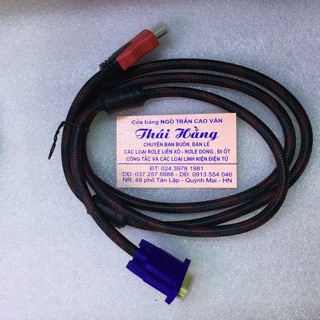 Cửa hàng NGÔ TRẦN CAO VÂN
Thái Hằng
CHUYÊN BÁN BUÔN, BÁN LẺ
CÁC LOẠI ROLE LIÊN XÔ - ROLE DÒNG , ĐI ỐT
CÔNG TẮC VÀ CÁC LOẠI LINH KIỆN ĐIỆN TỬ
ĐT: 024.3978 1981
DĐ: 037 257 8888 - DĐ: 0913 554 046
NR: 48 phố Tân Lập - Quỳnh Mai - HN